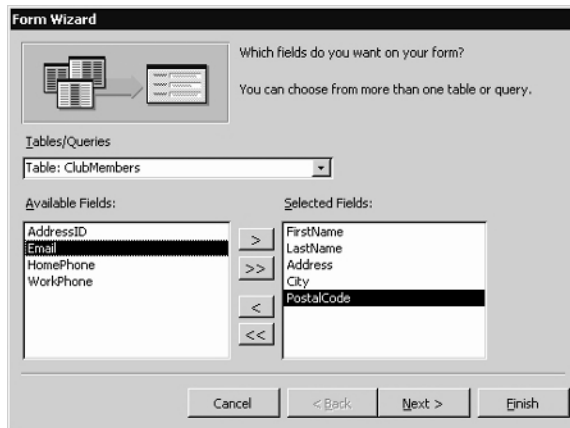 Form Wizard
Which fields do you want on your form?
You can choose from more than one table or query.
Tables/Queries
Table: ClubMembers
Available Fields:
Selected Fields:
AddressID
Email
HomePhone
WorkPhone
>
>>
<
<<
FirstName
LastName
Address
City
PostalCode
Cancel
< Back
Next >
Finish